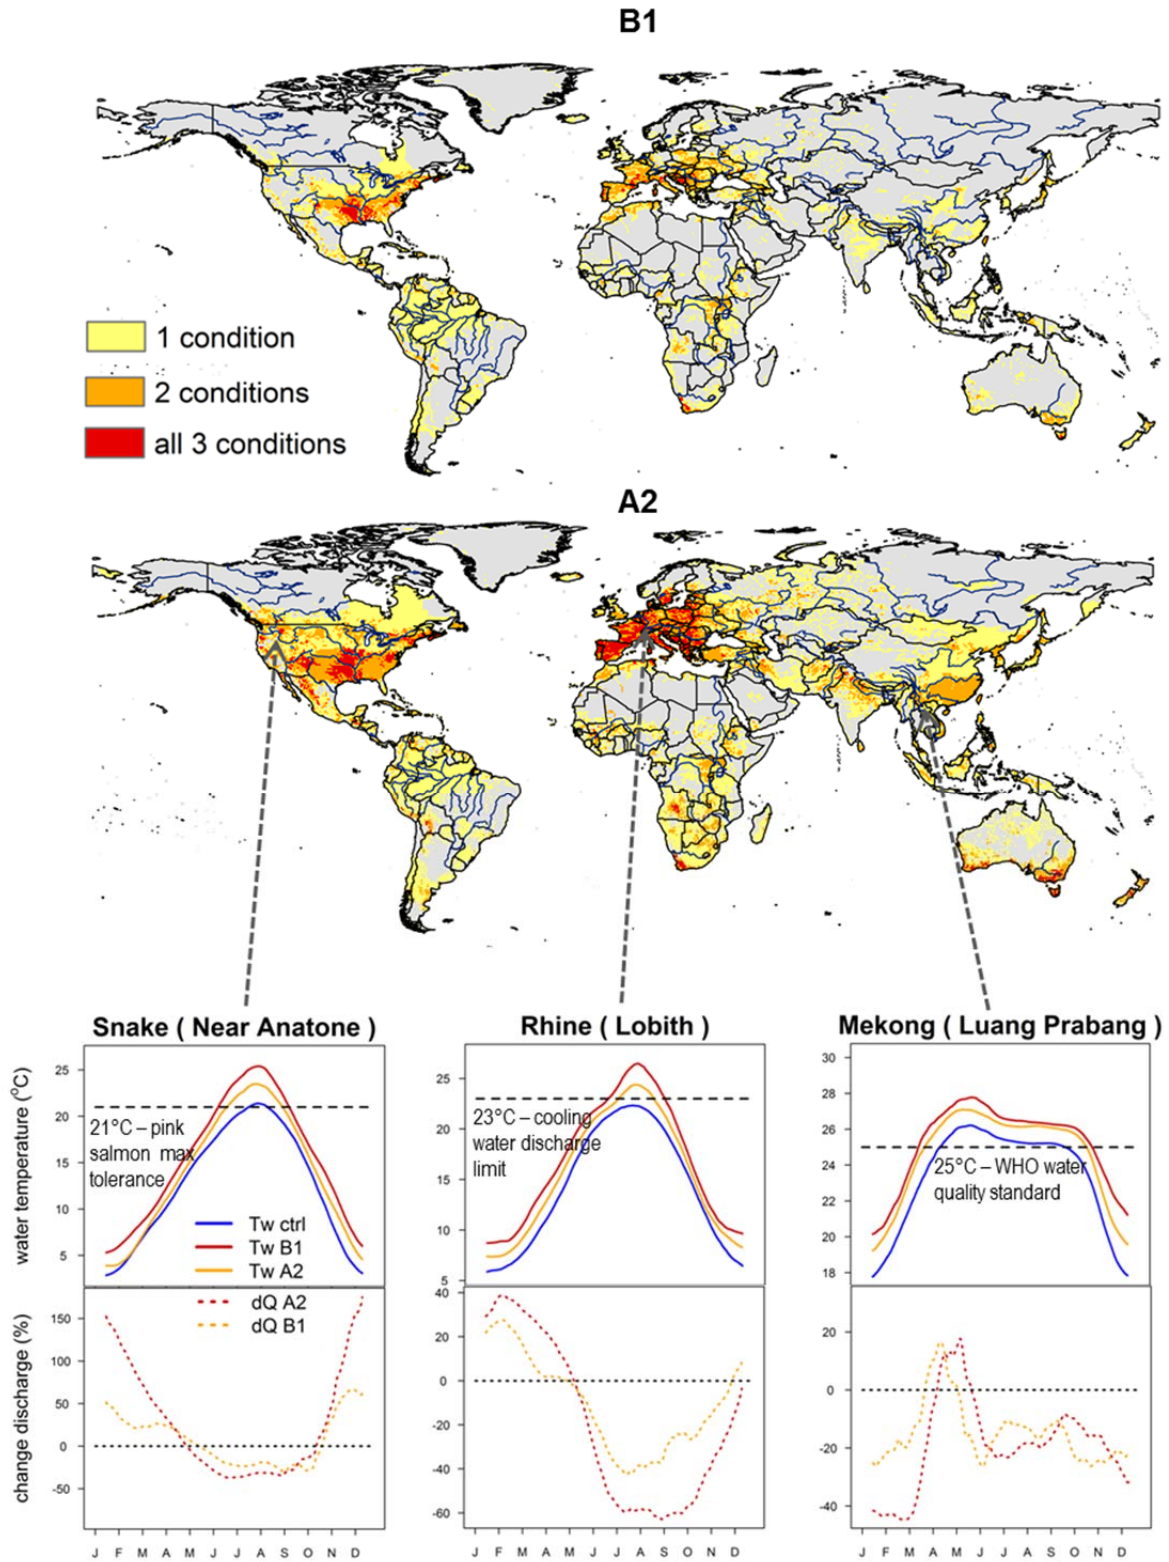 B1
1 condition
2 conditions
all 3 conditions
A2
Snake ( Near Anatone )
Rhine ( Lobith )
Mekong ( Luang Prabang )
water temperature (°C)
25
20
15
10
5
21°C – pink
salmon max
tolerance
Tw ctrl
Tw B1
Tw A2
25
20
15
10
5
23°C – cooling
water discharge
limit
30
28
26
24
22
20
18
25°C – WHO water
quality standard
change discharge (%)
150
100
50
0
-50
dQ A2
dQ B1
40
20
0
-20
-40
-60
20
0
-20
-40
J F M A M J J A S O N D
J F M A M J J A S O N D
J F M A M J J A S O N D